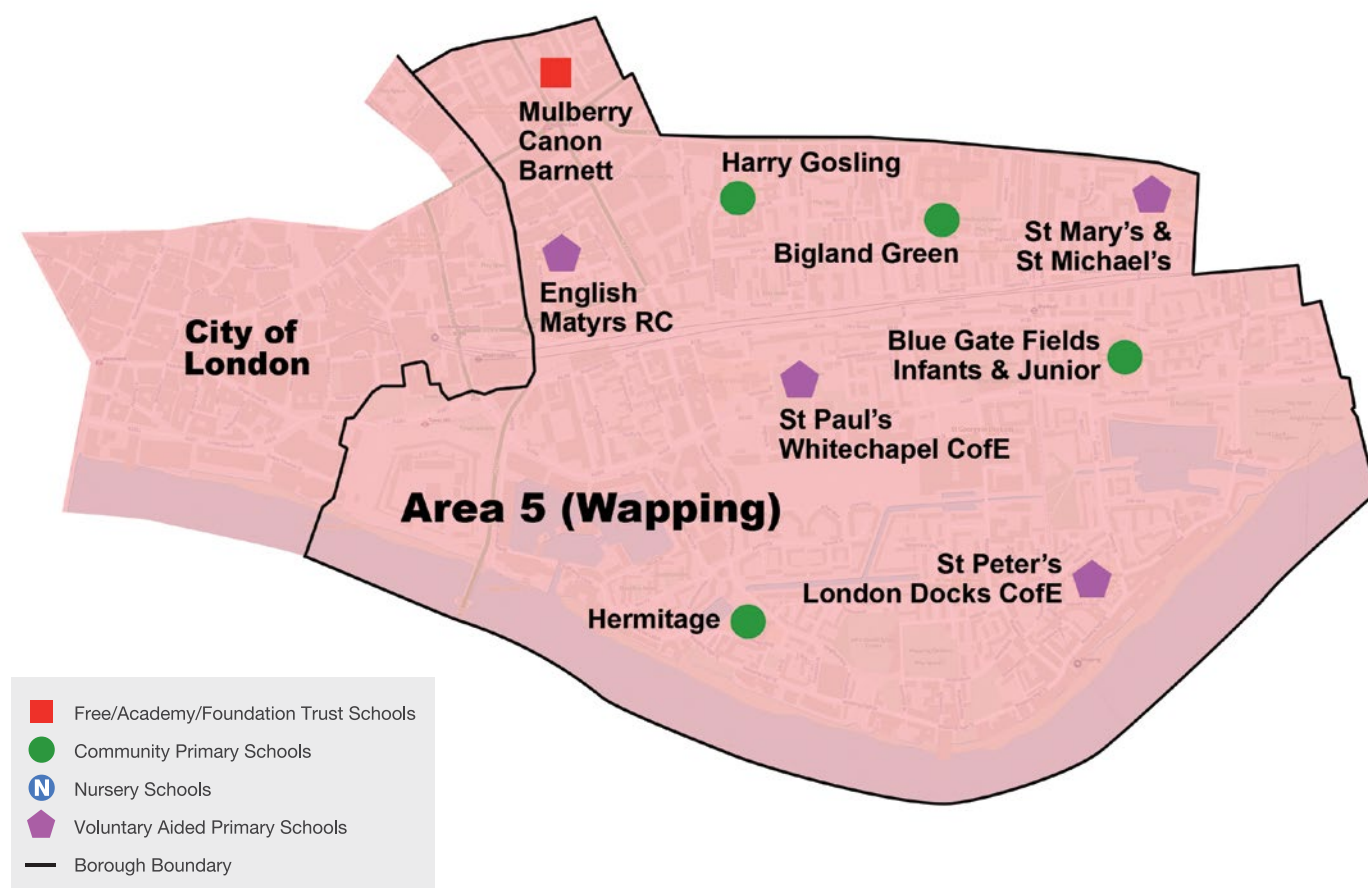 Mulberry
Canon
Barnett
Harry Gosling
Bigland Green
St Mary's &
St Michael's
English
Matyrs RC
City of
London
Blue Gate Fields
Infants & Junior
St Paul's
Whitechapel CofE
Area 5 (Wapping)
St Peter's
London Docks CofE
Hermitage
Free/Academy/Foundation Trust Schools
Community Primary Schools
N Nursery Schools
Voluntary Aided Primary Schools
Borough Boundary